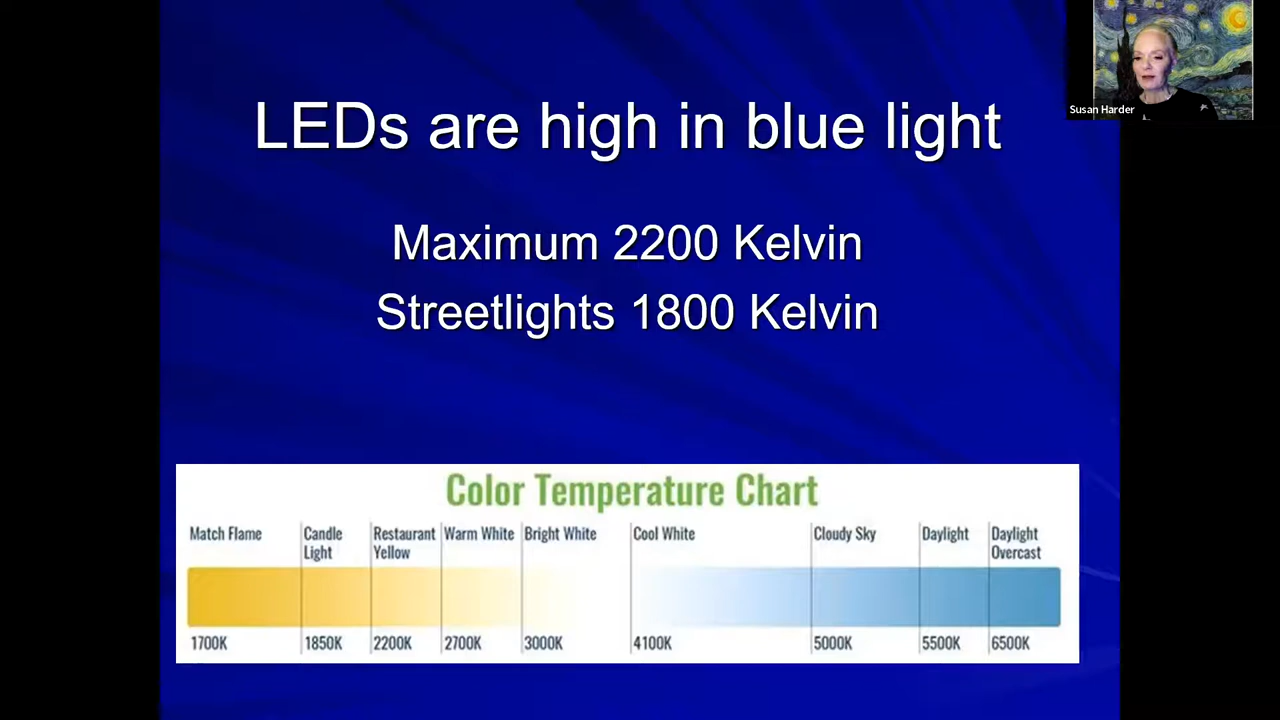 LEDs are high in blue light
Susan Harder
Maximum 2200 Kelvin
Streetlights 1800 Kelvin
Color Temperature Chart
Match Flame
Candle
Light
Restaurant
Yellow
Warm White
Bright White
Cool White
Cloudy Sky
Daylight
Daylight
Overcast
1700K
1850K
2200K
2700K
3000K
4100K
5000K
5500K
6500K